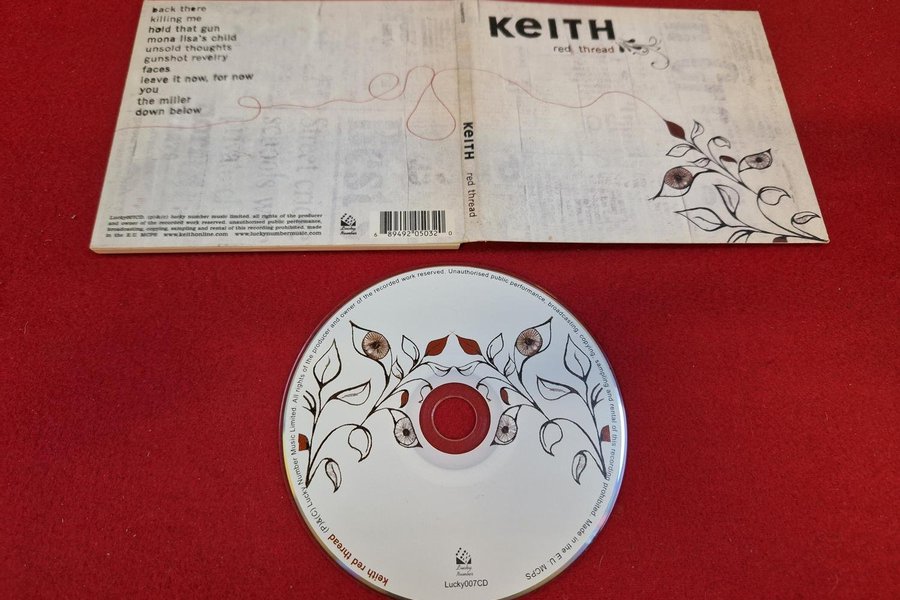 back there
killing me
hold that gun
mona lisa's child
unsold thoughts
gunshot revelry
faces
leave it now, for now
you
the miller
down below
Lucky007CD. (p)&(c) lucky number music limited. all rights of the producer
and owner of the recorded work reserved. unauthorised public performance,
broadcasting, copying, sampling and rental of this recording prohibited. made
in the E.U MCPS www.keithonline.com www.luckynumbermusic.com
Lucky
Number
6 89492 05032 0
KEITH
red thread
KEITH
red thread
keith red thread (P)&(C) Lucky Number Music Limited. All rights of the producer and owner of the recorded work reserved. Unauthorised public performance, broadcasting, copying, sampling and rental of this recording prohibited. Made in the E.U. MCPS
Lucky
Number
Lucky007CD